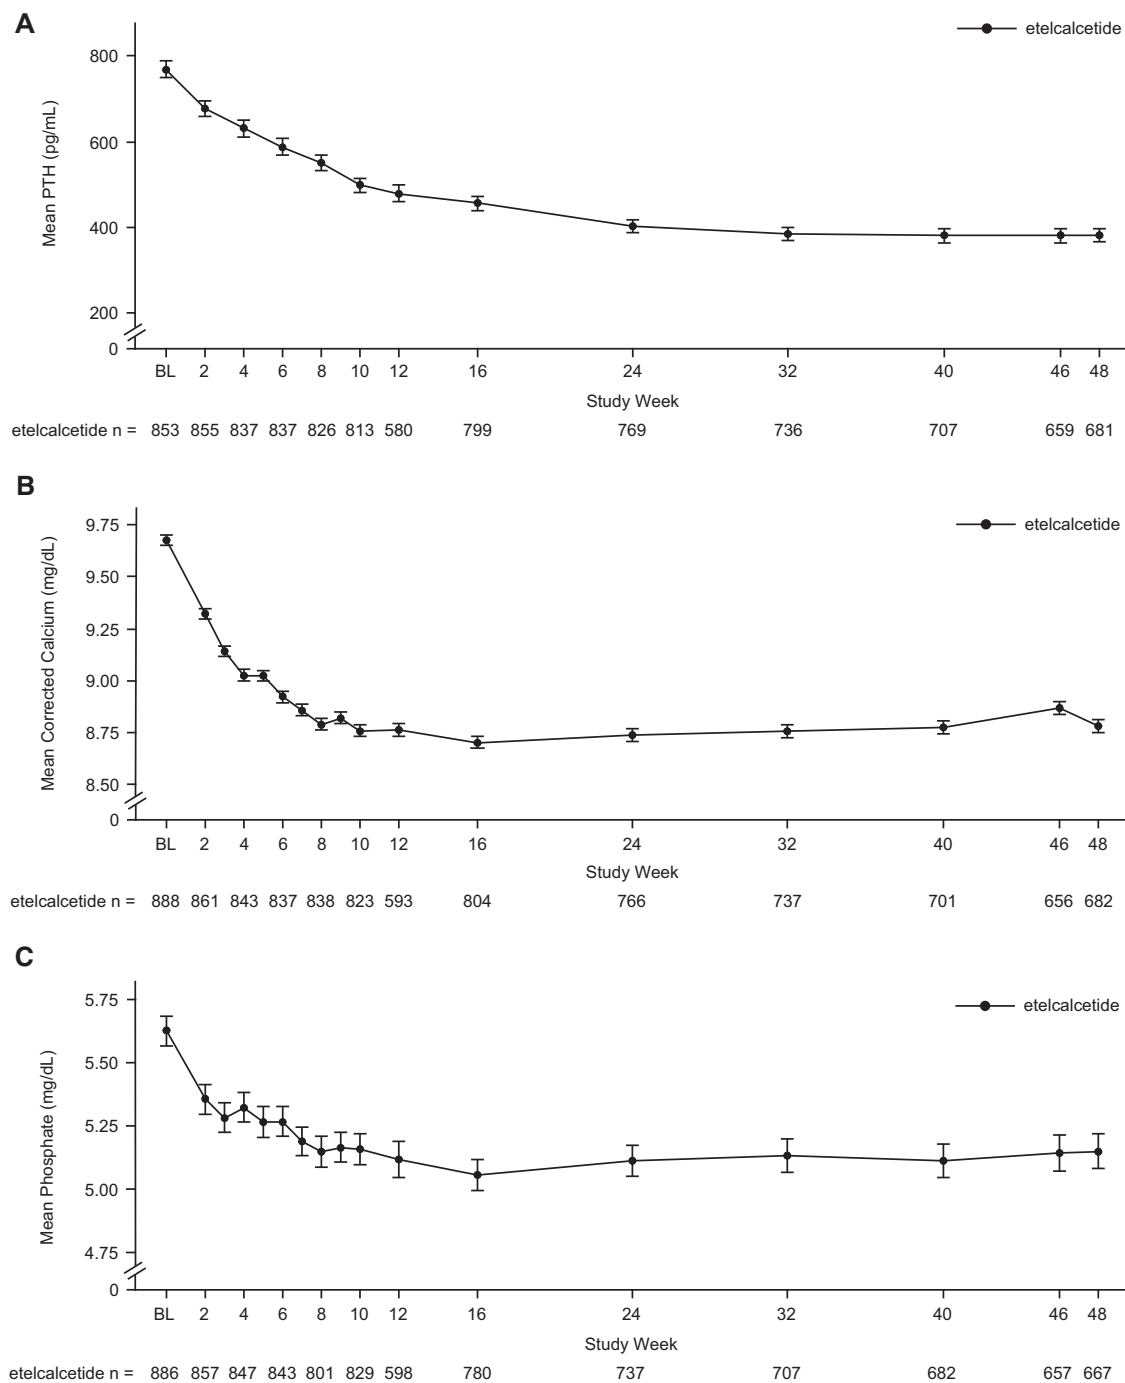 A
etelcalcetide
Mean PTH (pg/mL)
800
600
400
200
0
BL 2 4 6 8 10 12 16 24 32 40 46 48
Study Week
etelcalcetide n = 853 855 837 837 826 813 580 799 769 736 707 659 681
B
etelcalcetide
Mean Corrected Calcium (mg/dL)
9.75
9.50
9.25
9.00
8.75
8.50
0
BL 2 4 6 8 10 12 16 24 32 40 46 48
Study Week
etelcalcetide n = 888 861 843 837 838 823 593 804 766 737 701 656 682
C
etelcalcetide
Mean Phosphate (mg/dL)
5.75
5.50
5.25
5.00
4.75
0
BL 2 4 6 8 10 12 16 24 32 40 46 48
Study Week
etelcalcetide n = 886 857 847 843 801 829 598 780 737 707 682 657 667